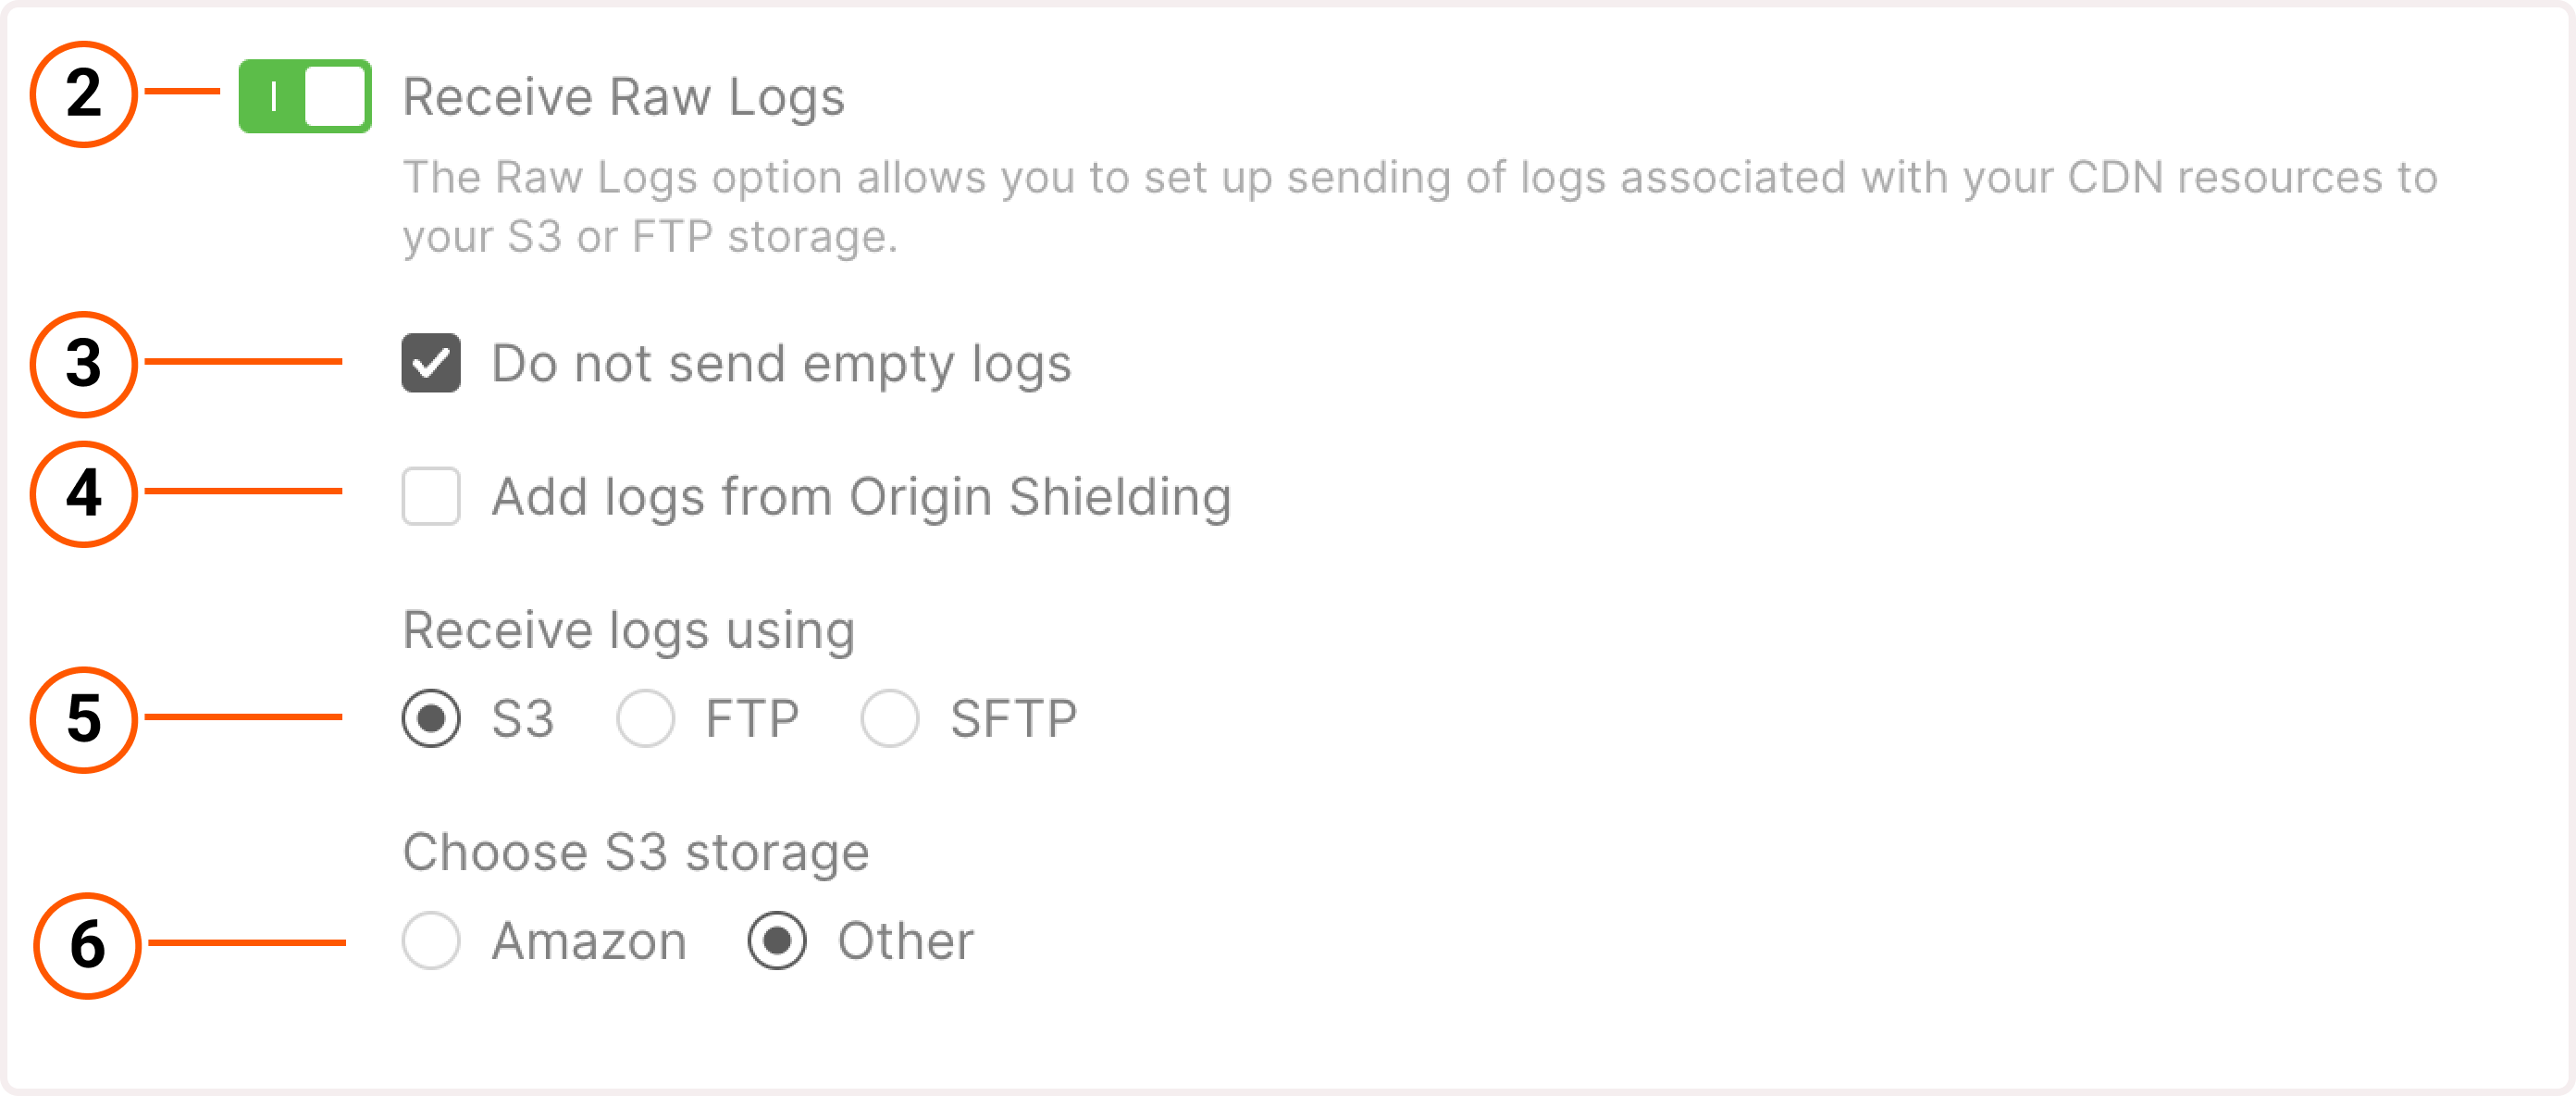 2 Receive Raw Logs
The Raw Logs option allows you to set up sending of logs associated with your CDN resources to
your S3 or FTP storage.
3 Do not send empty logs
4 Add logs from Origin Shielding
Receive logs using
5 S3 FTP SFTP
Choose S3 storage
6 Amazon Other